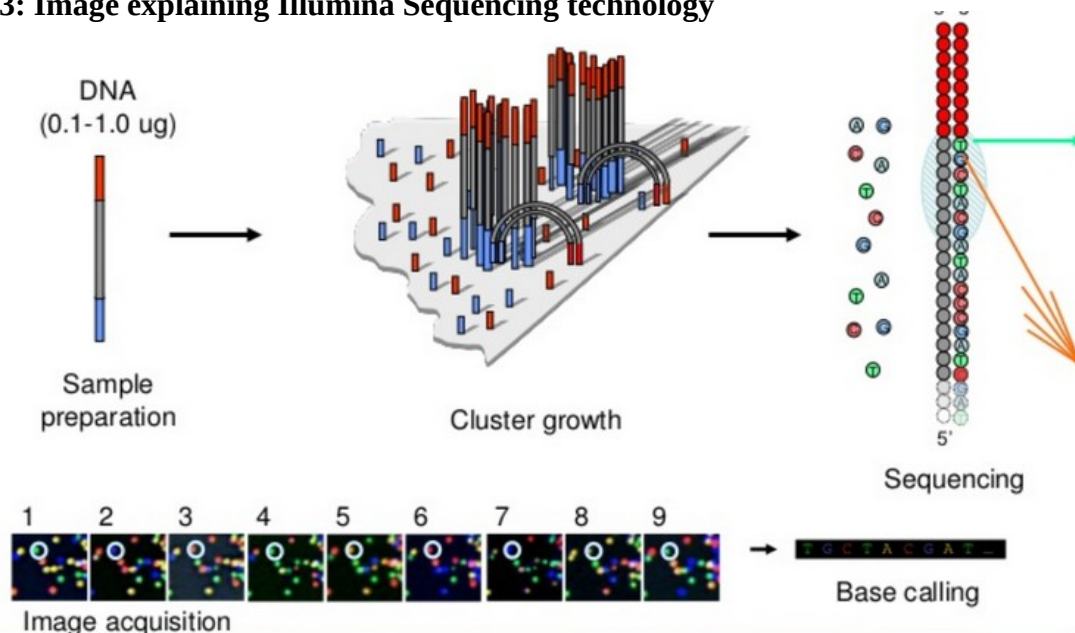 3: Image explaining Illumina Sequencing technology
DNA
(0.1-1.0 ug)
Sample
preparation
Cluster growth
A G
C
A
T
C
G
A
T
C G
T
T
G
C
T
A
C
G
A
T
A
C
C
C
G
A
T
G
A
T
5'
Sequencing
1 2 3 4 5 6 7 8 9
Image acquisition
T G C T A C G A T ...
Base calling